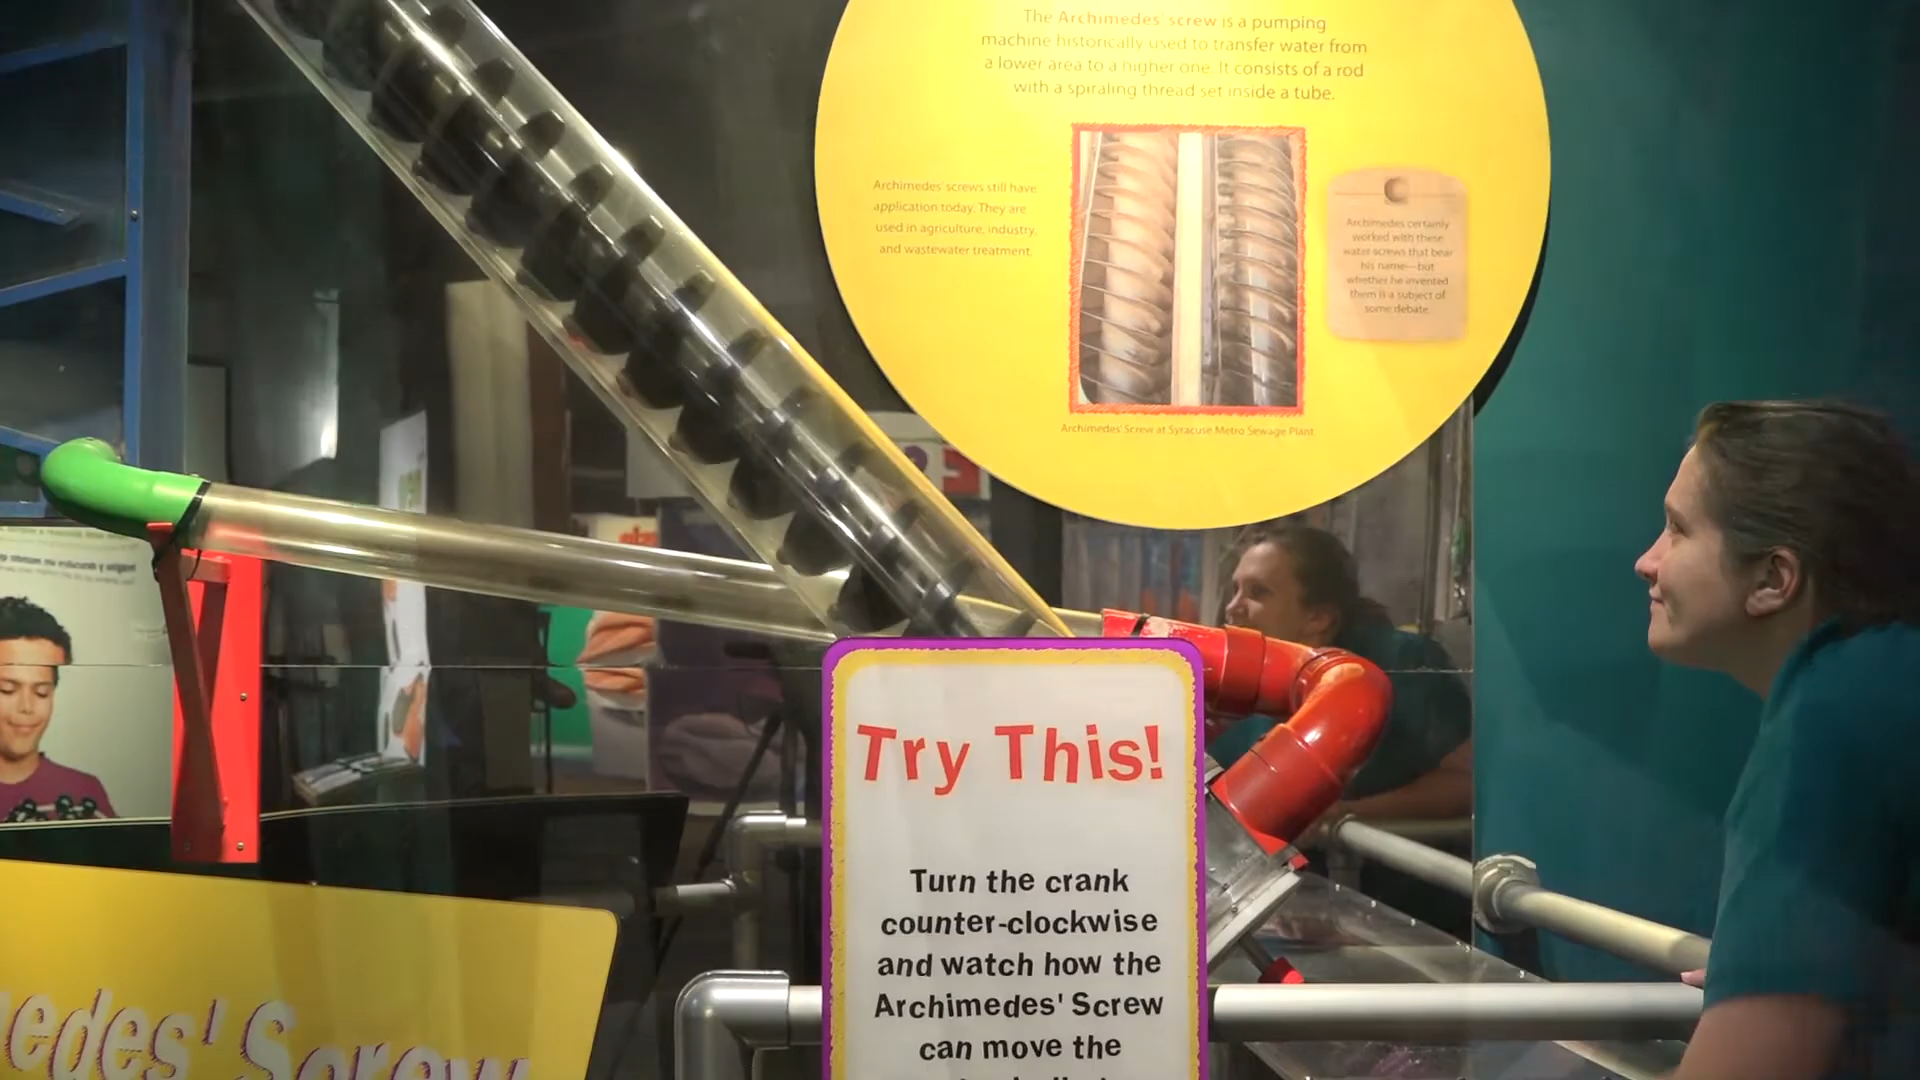 The Archimedes' screw is a pumping
machine historically used to transfer water from
a lower area to a higher one. It consists of a rod
with a spiraling thread set inside a tube.
Archimedes' screws still have
application today. They are
used in agriculture, industry,
and wastewater treatment.
Archimedes certainly
worked with these
water screws that bear
his name—but
whether he invented
them is a subject of
some debate.
Archimedes' Screw at Syracuse Metro Sewage Plant
Try This!
Turn the crank
counter-clockwise
and watch how the
Archimedes' Screw
can move the
edes' Screw